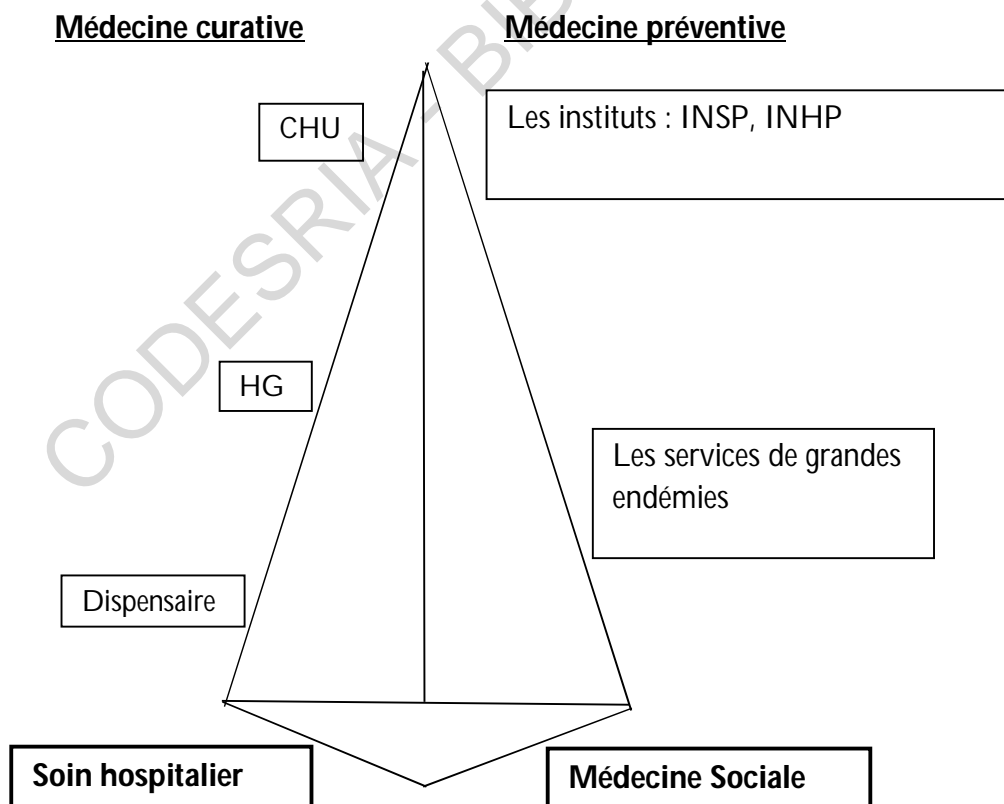 Médecine curative
Médecine préventive
CHU
Les instituts : INSP, INHP
HG
Les services de grandes
endémies
Dispensaire
Soin hospitalier
Médecine Sociale
CODESRIA - BI